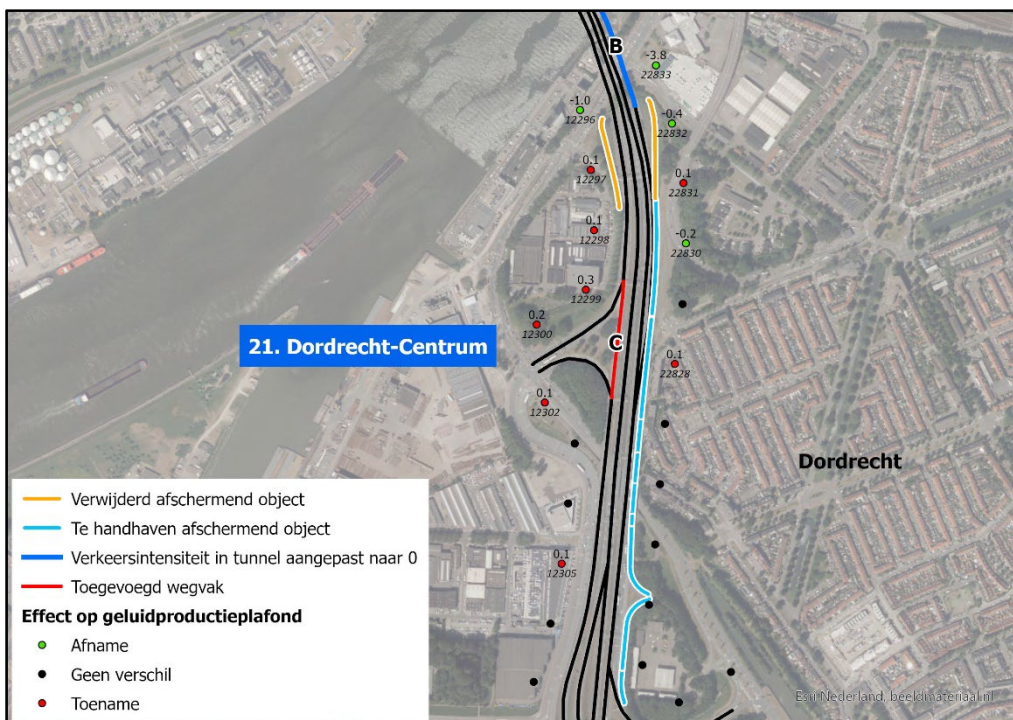 B
-3.8
22833
-1.0
12296
-0.4
22832
0.1
12297
0.1
22831
0.1
12298
-0.2
22830
0.3
12299
0.2
12300
21. Dordrecht-Centrum
C
0.1
22828
0.1
12302
Dordrecht
Verwijderd afschermend object
Te handhaven afschermend object
Verkeersintensiteit in tunnel aangepast naar 0
Toegevoegd wegvak
0.1
12305
Effect op geluidproductieplafond
Afname
Geen verschil
Toename
Esri Nederland, beeldmateriaal.nl